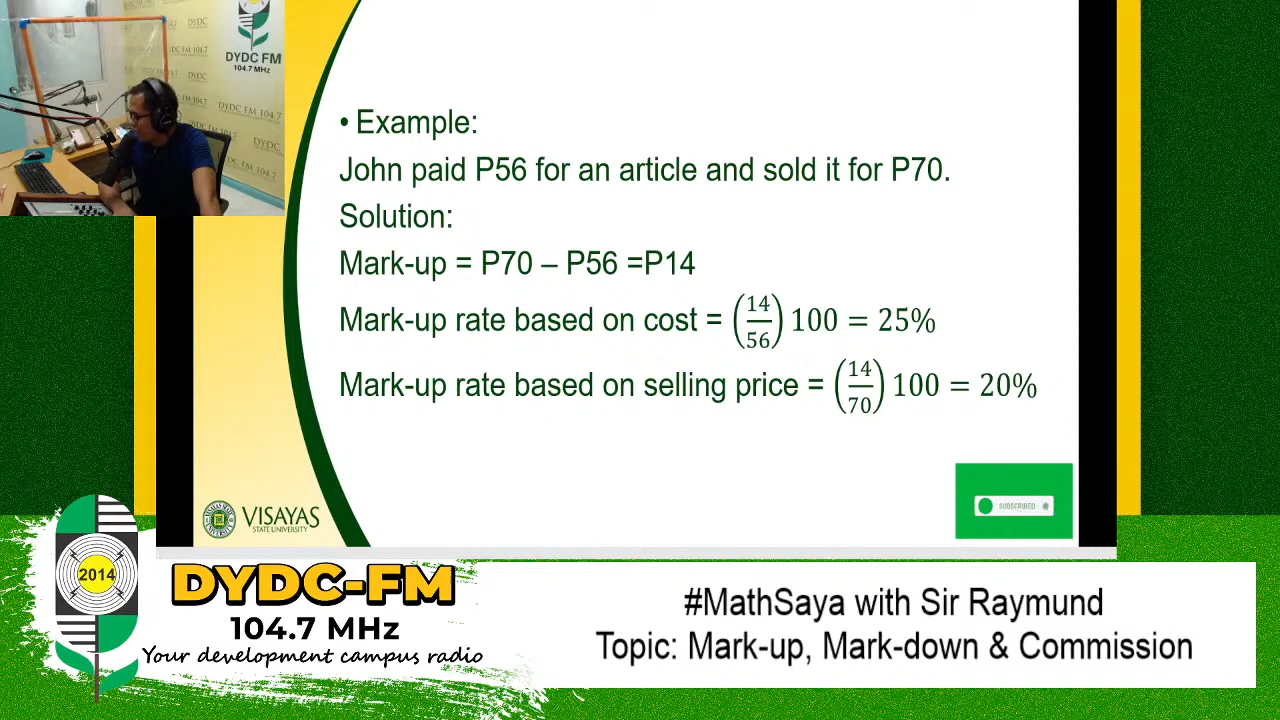 DYDC FM
104.7 MHz
• Example:
John paid P56 for an article and sold it for P70.
Solution:
Mark-up = P70 – P56 =P14
Mark-up rate based on cost = (14/56) 100 = 25%
Mark-up rate based on selling price = (14/70) 100 = 20%
VISAYAS
STATE UNIVERSITY
SUBSCRIBED
2014
DYDC-FM
104.7 MHz
Your development campus radio
#MathSaya with Sir Raymund
Topic: Mark-up, Mark-down & Commission